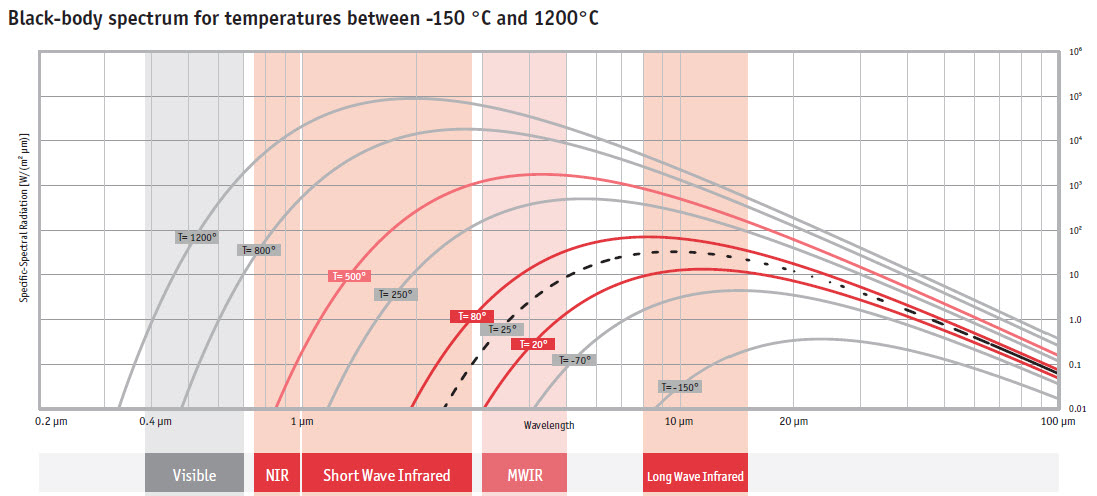 Black-body spectrum for temperatures between -150 °C and 1200°C
Specific-Spectral Radiation [W/(m² µm)]
10⁶
10⁵
10⁴
10³
10²
10
1.0
0.1
0.01
T= 1200°
T= 800°
T= 500°
T= 250°
T= 80°
T= 25°
T= 20°
T= -70°
T= -150°
0.2 µm
0.4 µm
1 µm
Wavelength
10 µm
20 µm
100 µm
Visible
NIR
Short Wave Infrared
MWIR
Long Wave Infrared